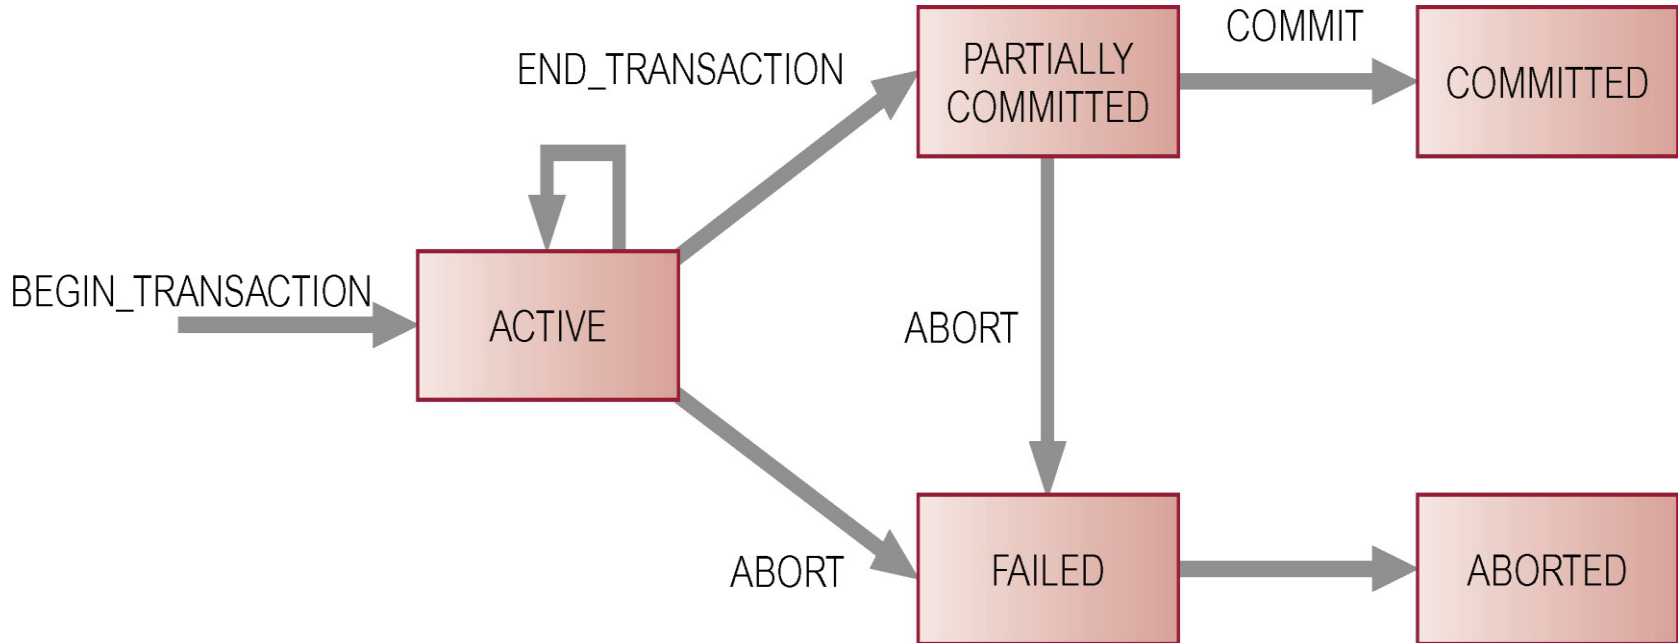 COMMIT
END_TRANSACTION
PARTIALLY
COMMITTED
COMMITTED
BEGIN_TRANSACTION
ACTIVE
ABORT
ABORT
FAILED
ABORTED